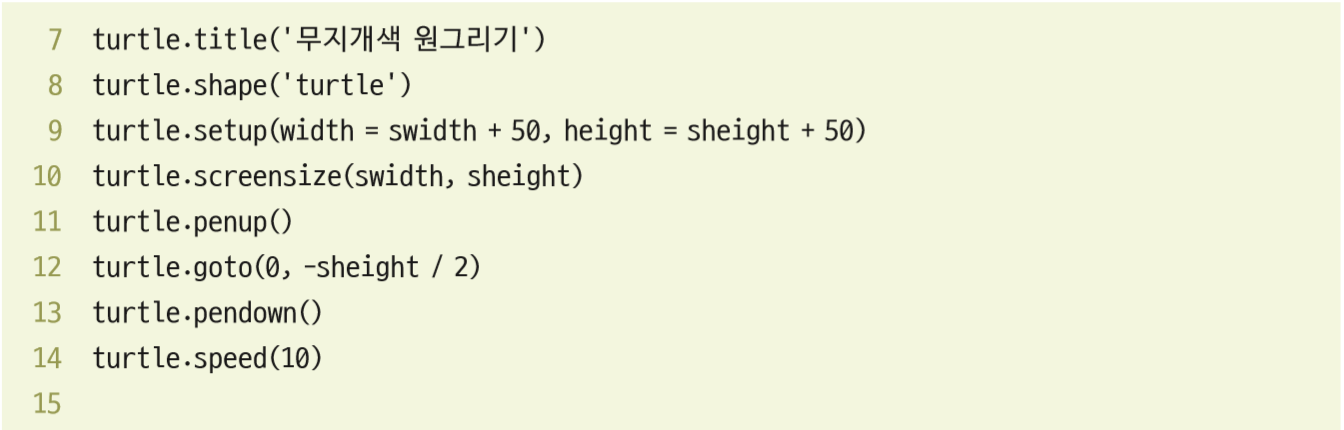 7 turtle.title('무지개색 원그리기')
8 turtle.shape('turtle')
9 turtle.setup(width = swidth + 50, height = sheight + 50)
10 turtle.screensize(swidth, sheight)
11 turtle.penup()
12 turtle.goto(0, -sheight / 2)
13 turtle.pendown()
14 turtle.speed(10)
15